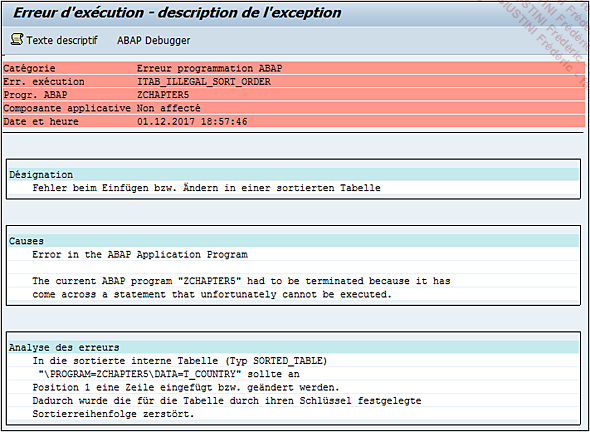 Erreur d'exécution - description de l'exception
Texte descriptif ABAP Debugger
Catégorie Erreur programmation ABAP
Err. exécution ITAB_ILLEGAL_SORT_ORDER
Progr. ABAP ZCHAPTER5
Composante applicative Non affecté
Date et heure 01.12.2017 18:57:46
Désignation
Fehler beim Einfügen bzw. Ändern in einer sortierten Tabelle
Causes
Error in the ABAP Application Program
The current ABAP program "ZCHAPTER5" had to be terminated because it has
come across a statement that unfortunately cannot be executed.
Analyse des erreurs
In die sortierte interne Tabelle (Typ SORTED_TABLE)
"\PROGRAM=ZCHAPTER5\DATA=T_COUNTRY" sollte an
Position 1 eine Zeile eingefügt bzw. geändert werden.
Dadurch wurde die für die Tabelle durch ihren Schlüssel festgelegte
Sortierreihenfolge zerstört.